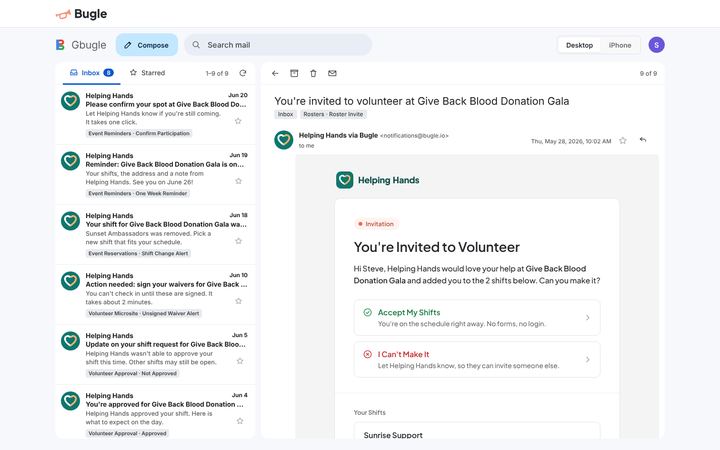 Bugle
Gbugle
Compose
Search mail
Desktop
iPhone
S
Inbox 8
Starred
1–9 of 9
9 of 9
Helping Hands Jun 20
Please confirm your spot at Give Back Blood Do...
Let Helping Hands know if you're still coming.
It takes one click.
Event Reminders · Confirm Participation
Helping Hands Jun 19
Reminder: Give Back Blood Donation Gala is on...
Your shifts, the address and a note from
Helping Hands. See you on June 26!
Event Reminders · One Week Reminder
Helping Hands Jun 18
Your shift for Give Back Blood Donation Gala wa...
Sunset Ambassadors was removed. Pick a
new shift that fits your schedule.
Event Reservations · Shift Change Alert
Helping Hands Jun 10
Action needed: sign your waivers for Give Back ...
You can't check in until these are signed. It
takes about 2 minutes.
Volunteer Microsite · Unsigned Waiver Alert
Helping Hands Jun 5
Update on your shift request for Give Back Bloo...
Helping Hands wasn't able to approve your
shift this time. Other shifts may still be open.
Volunteer Approval · Not Approved
Helping Hands Jun 4
You're approved for Give Back Blood Donation ...
Helping Hands approved your shift. Here is
what to expect on the day.
Volunteer Approval · Approved
You're invited to volunteer at Give Back Blood Donation Gala
Inbox
Rosters · Roster Invite
Helping Hands via Bugle <notifications@bugle.io>
to me
Thu, May 28, 2026, 10:02 AM
Helping Hands
Invitation
You're Invited to Volunteer
Hi Steve, Helping Hands would love your help at Give Back Blood
Donation Gala and added you to the 2 shifts below. Can you make it?
Accept My Shifts
You're on the schedule right away. No forms, no login.
I Can't Make It
Let Helping Hands know, so they can invite someone else.
Your Shifts
Sunrise Support